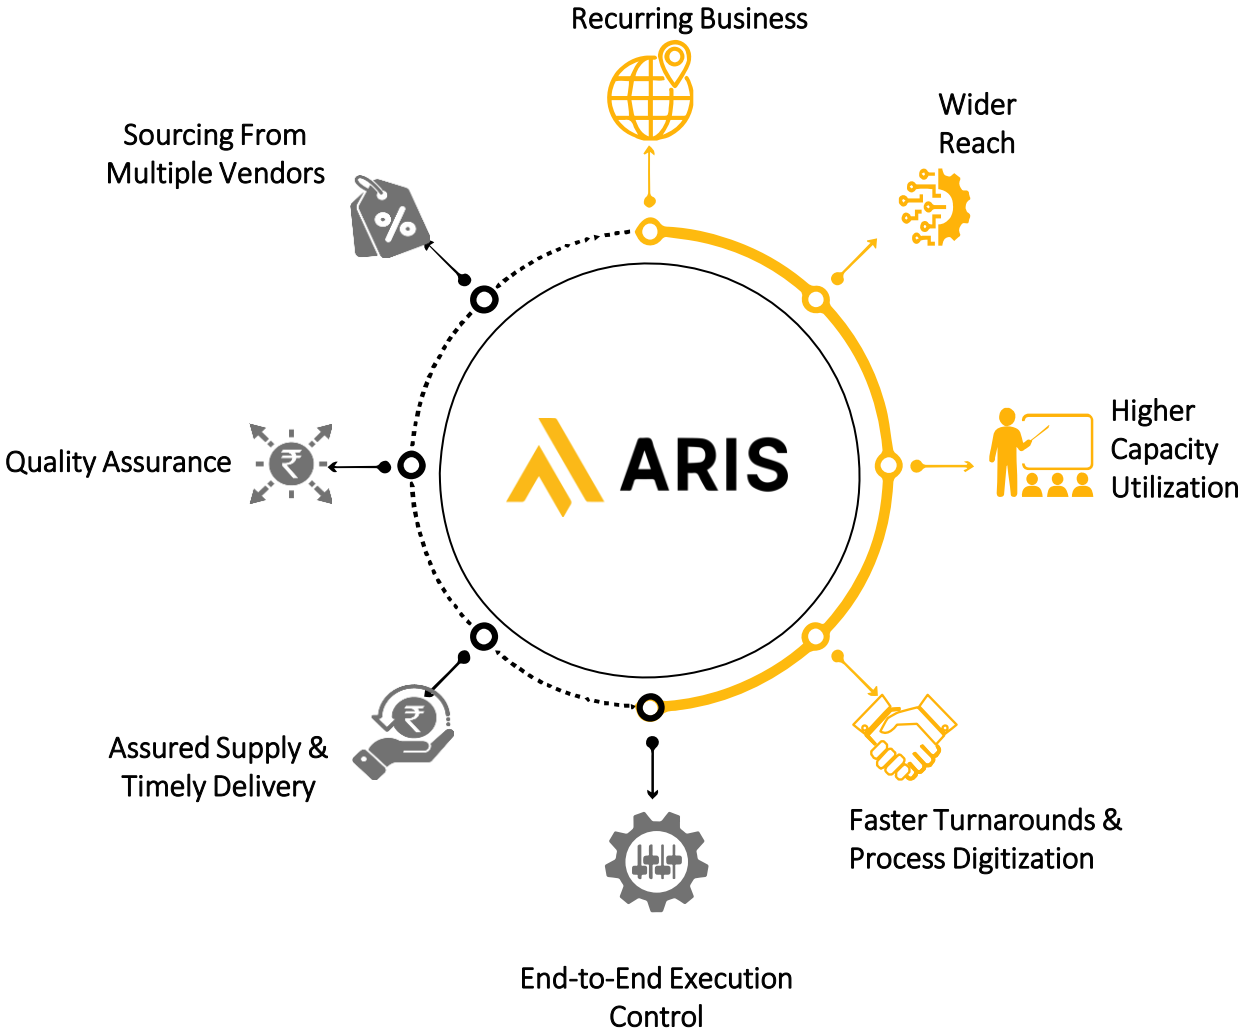 Recurring Business
Wider
Reach
Sourcing From
Multiple Vendors
Higher
Capacity
Utilization
ARIS
Quality Assurance
Assured Supply &
Timely Delivery
Faster Turnarounds &
Process Digitization
End-to-End Execution
Control